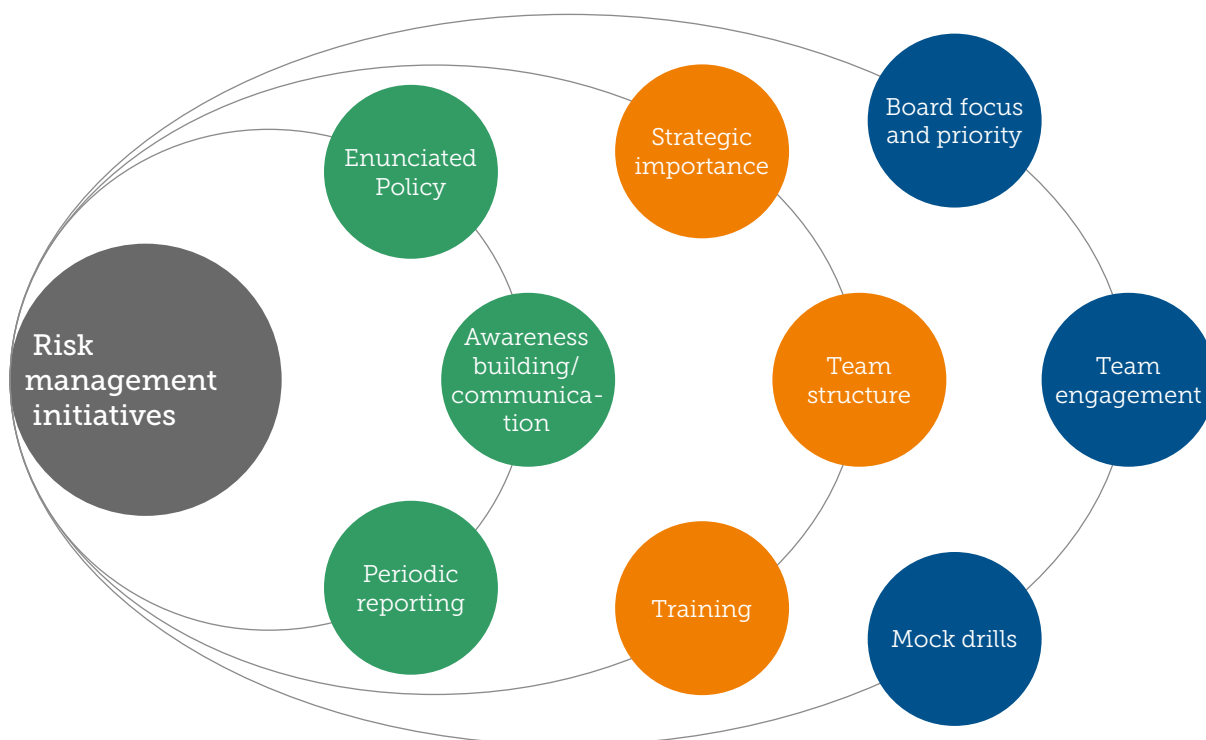 Risk
management
initiatives
Enunciated
Policy
Awareness
building/
communica-
tion
Periodic
reporting
Strategic
importance
Team
structure
Training
Board focus
and priority
Team
engagement
Mock drills